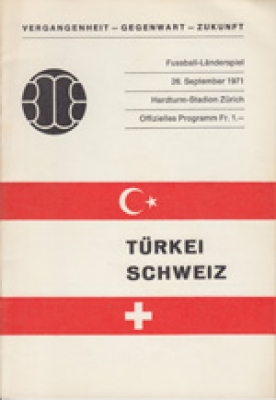 VERGANGENHEIT – GEGENWART – ZUKUNFT
Fussball-Länderspiel
26. September 1971
Hardturm-Stadion Zürich
Offizielles Programm Fr. 1.–
TÜRKEI
SCHWEIZ